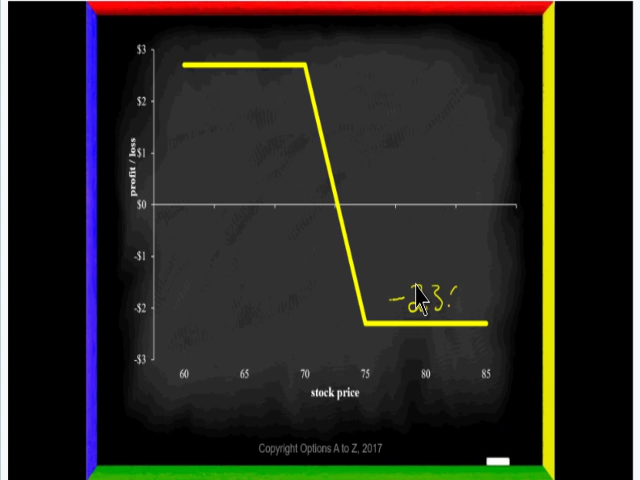 $3
$2
$1
$0
-$1
-$2
-$3
profit / loss
60 65 70 75 80 85
stock price
Copyright Options A to Z, 2017